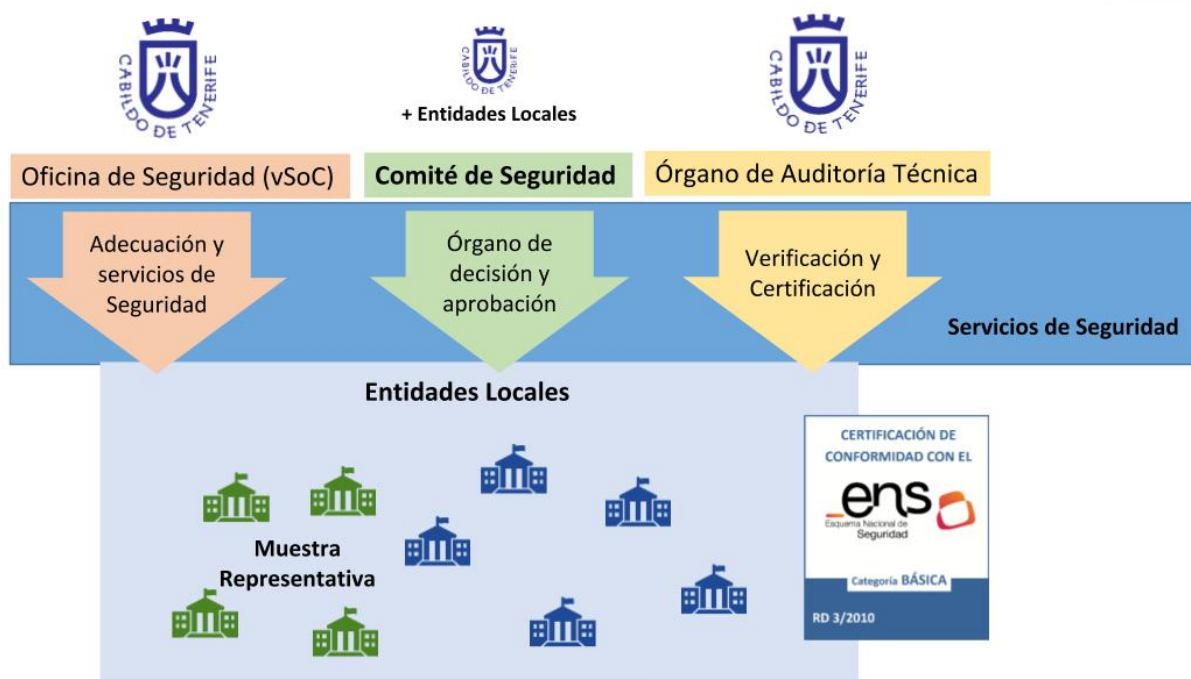 CABILDO DE TENERIFE
CABILDO DE TENERIFE
+ Entidades Locales
CABILDO DE TENERIFE
Oficina de Seguridad (vSoC)
Comité de Seguridad
Órgano de Auditoría Técnica
Adecuación y
servicios de
Seguridad
Órgano de
decisión y
aprobación
Verificación y
Certificación
Servicios de Seguridad
Entidades Locales
Muestra
Representativa
CERTIFICACIÓN DE
CONFORMIDAD CON EL
ens
Esquema Nacional de
Seguridad
Categoría BÁSICA
RD 3/2010